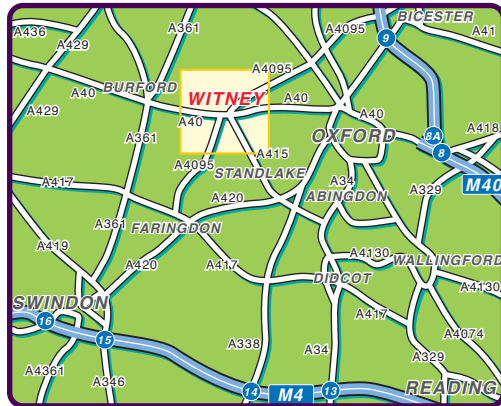 BICESTER
A436
A429
A361
A4095
A41
9
A4095
BURFORD
A40
WITNEY
A40
A429
A40
A40
OXFORD
8A
A418
8
A361
A4095
A415
STANDLAKE
A417
A420
A34
ABINGDON
A329
M40
A361
FARINGDON
A419
A420
A417
A4130
WALLINGFORD
DIDCOT
A4130
SWINDON
16
15
A417
A4074
A338
A34
A329
A4361
A346
14
M4
13
READING